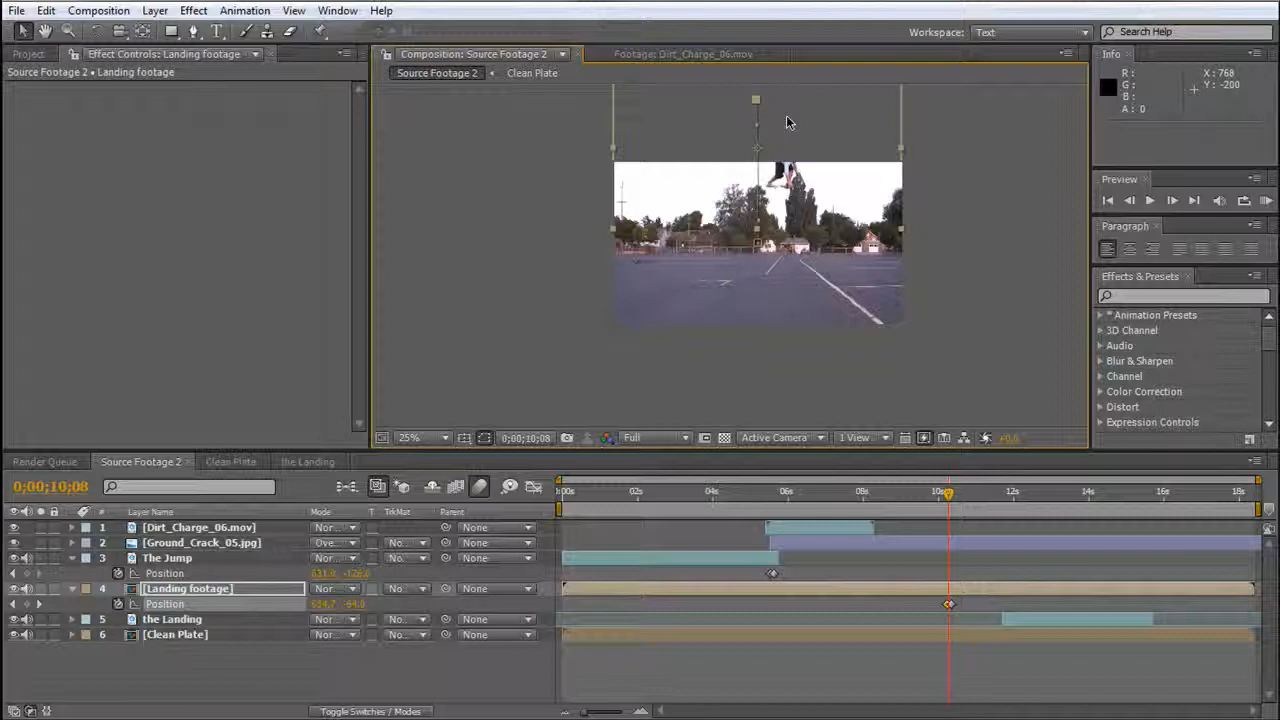 File Edit Composition Layer Effect Animation View Window Help
Workspace: Text Search Help
Project Effect Controls: Landing footage Composition: Source Footage 2 Footage: Dirt_Charge_06.mov Info
Source Footage 2 • Landing footage Source Footage 2 Clean Plate
R: X: 768
G: Y: -200
B:
A: 0
Preview
Paragraph
Effects & Presets
* Animation Presets
3D Channel
Audio
Blur & Sharpen
Channel
Color Correction
Distort
Expression Controls
25% 0;00;10;08 Full Active Camera 1 View +0.0
Render Queue Source Footage 2 Clean Plate the Landing
0;00;10;08 :00s 02s 04s 06s 08s 10s 12s 14s 16s 18s
# Layer Name Mode T TrkMat Parent
1 [Dirt_Charge_06.mov] Nor... None
2 [Ground_Crack_05.jpg] Ove... No... None
3 The Jump Nor... No... None
Position
4 [Landing footage] Nor... No... None
Position
5 the Landing Nor... No... None
6 [Clean Plate] Nor... No... None
Toggle Switches / Modes